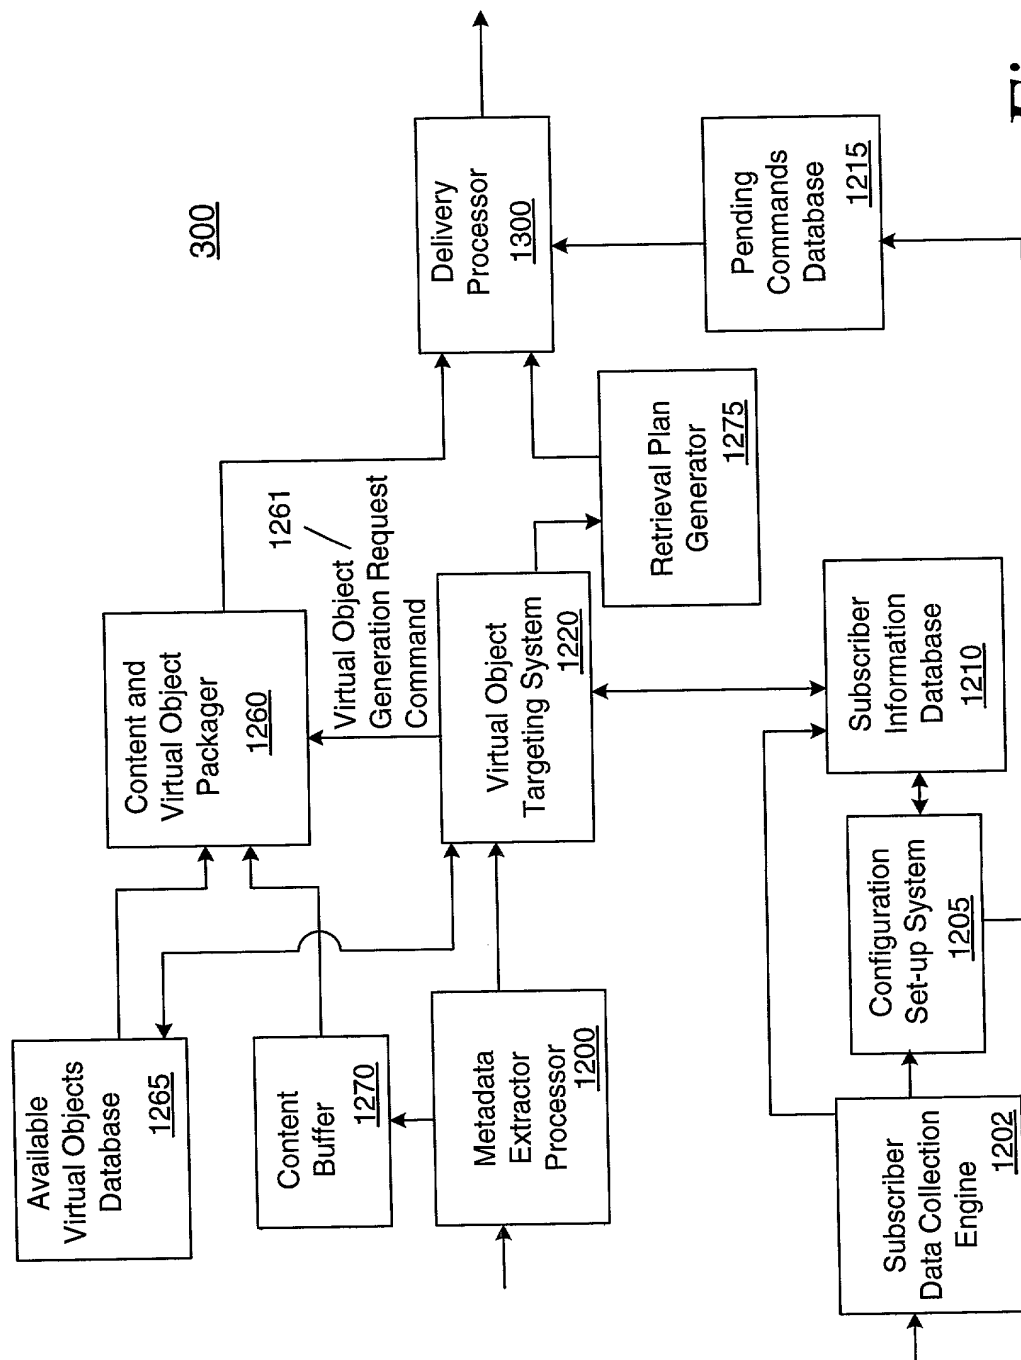 300
Available
Virtual Objects
Database
1265
Content
Buffer
1270
Metadada
Extractor
Processor
1200
Content and
Virtual Object
Packager
1260
1261
Virtual Object
Generation Request
Command
Virtual Object
Targeting System
1220
Delivery
Processor
1300
Retrieval Plan
Generator
1275
Pending
Commands
Database
1215
Subscriber
Information
Database
1210
Configuration
Set-up System
1205
Subscriber
Data Collection
Engine
1202